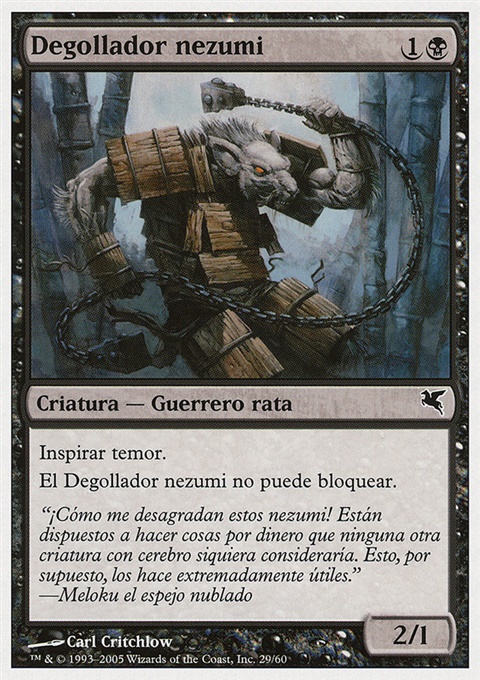 Degollador nezumi 1
Criatura — Guerrero rata
Inspirar temor.
El Degollador nezumi no puede bloquear.
“¡Cómo me desagradan estos nezumi! Están
dispuestos a hacer cosas por dinero que ninguna otra
criatura con cerebro siquiera consideraría. Esto, por
supuesto, los hace extremadamente útiles.”
—Meloku el espejo nublado
2/1
Carl Critchlow
™ & © 1993–2005 Wizards of the Coast, Inc. 29/60